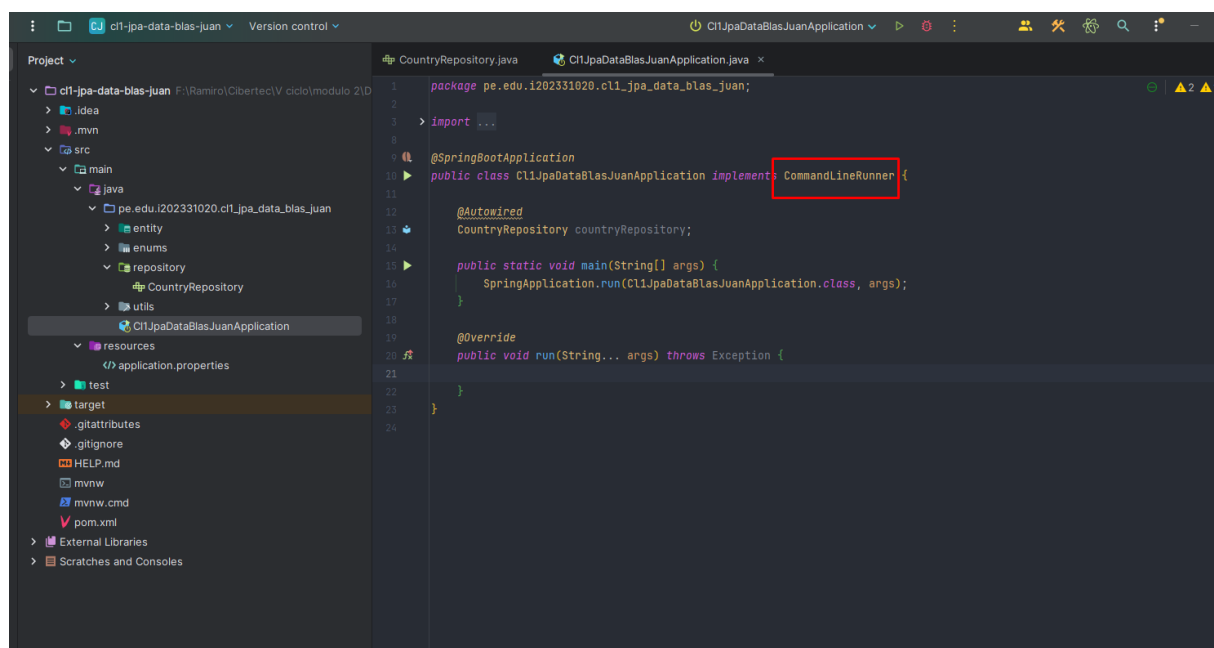 CJ cl1-jpa-data-blas-juan Version control Cl1JpaDataBlasJuanApplication
Project
cl1-jpa-data-blas-juan F:\Ramiro\Cibertec\V ciclo\modulo 2\D
.idea
.mvn
src
main
java
pe.edu.i202331020.cl1_jpa_data_blas_juan
entity
enums
repository
CountryRepository
utils
Cl1JpaDataBlasJuanApplication
resources
application.properties
test
target
.gitattributes
.gitignore
HELP.md
mvnw
mvnw.cmd
pom.xml
External Libraries
Scratches and Consoles
CountryRepository.java Cl1JpaDataBlasJuanApplication.java
2
1 package pe.edu.i202331020.cl1_jpa_data_blas_juan;
2
3 import ...
8
9 @SpringBootApplication
10 public class Cl1JpaDataBlasJuanApplication implements CommandLineRunner {
11
12 @Autowired
13 CountryRepository countryRepository;
14
15 public static void main(String[] args) {
16 SpringApplication.run(Cl1JpaDataBlasJuanApplication.class, args);
17 }
18
19 @Override
20 public void run(String... args) throws Exception {
21
22 }
23 }
24